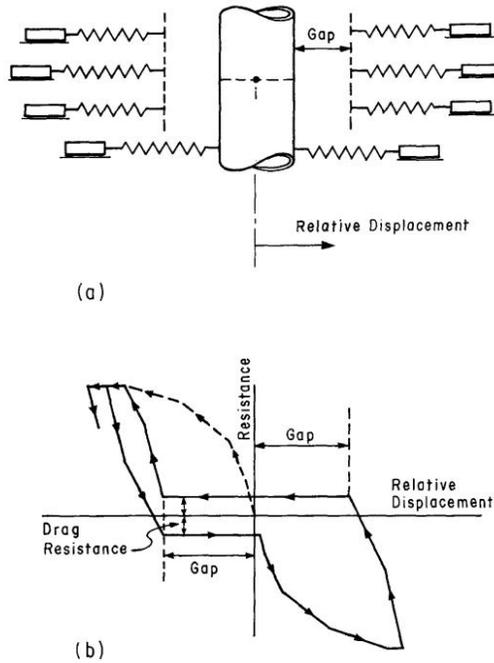 Gap
Relative Displacement
(a)
Resistance
Gap
Relative
Displacement
Drag
Resistance
Gap
(b)